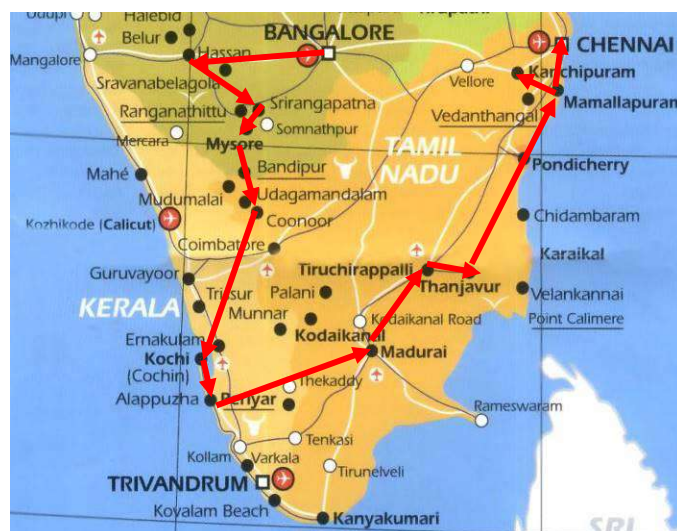 Udupi
Halebid
Belur
Hassan
BANGALORE
CHENNAI
Mangalore
Sravanabelagola
Vellore
Kanchipuram
Mamallapuram
Ranganathittu
Srirangapatna
Vedanthangal
Somnathpur
Mercara
Mysore
TAMIL
NADU
Bandipur
Pondicherry
Mahé
Mudumalai
Udagamandalam
Coonoor
Chidambaram
Kozhikode (Calicut)
Coimbatore
Karaikal
Tiruchirappalli
Guruvayoor
Thanjavur
Velankannai
KERALA
Trissur
Palani
Munnar
Kodaikanal Road
Point Calimere
Ernakulam
Kodaikanal
Kochi
(Cochin)
Madurai
Thekaddy
Alappuzha
Periyar
Rameswaram
Tenkasi
Kollam
Varkala
Tirunelveli
TRIVANDRUM
Kovalam Beach
Kanyakumari
SRI